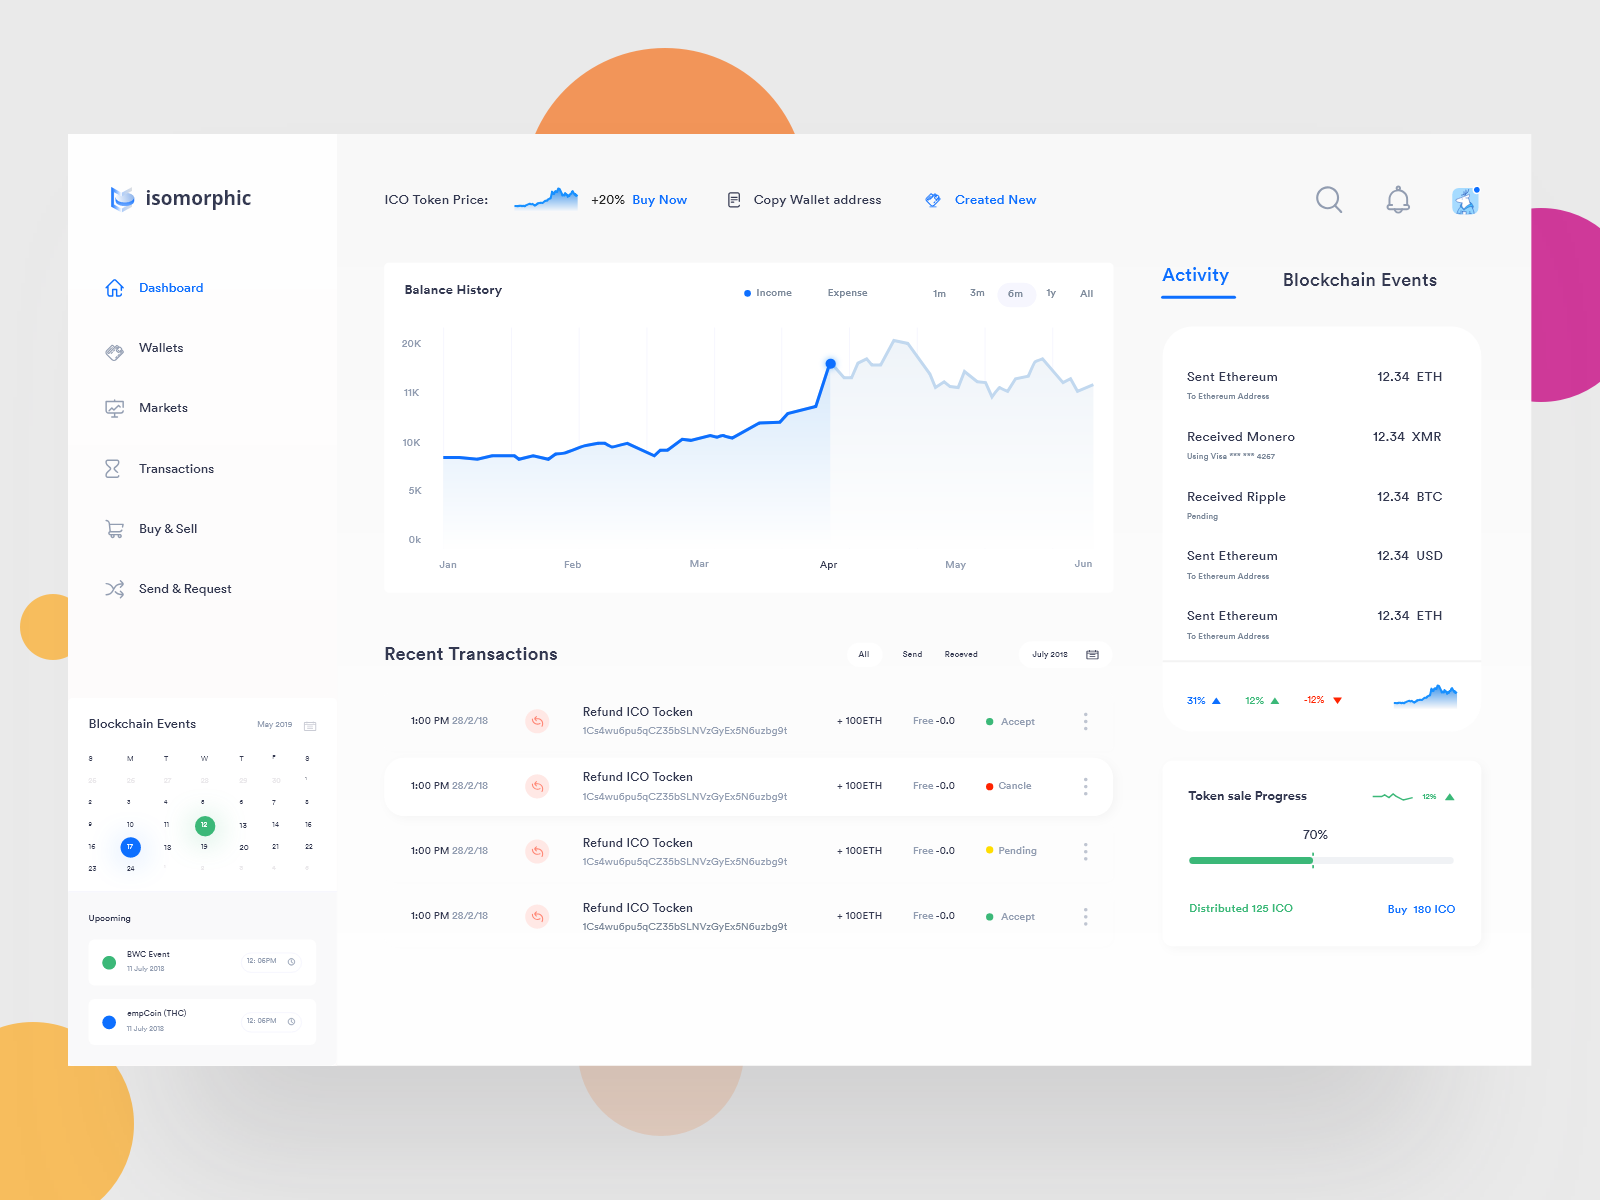 isomorphic
Dashboard
Wallets
Markets
Transactions
Buy & Sell
Send & Request
Blockchain Events May 2019
S M T W T F S
25 26 27 28 29 30 1
2 3 4 5 6 7 8
9 10 11 12 13 14 15
16 17 18 19 20 21 22
23 24
Upcoming
BWC Event
11 July 2018
12: 06PM
empCoin (THC)
11 July 2018
12: 06PM
ICO Token Price: +20% Buy Now Copy Wallet address Created New
Balance History
Income Expense 1m 3m 6m 1y All
20K
11K
10K
5K
0k
Jan Feb Mar Apr May Jun
Recent Transactions
All Send Receved July 2018
1:00 PM 28/2/18 Refund ICO Tocken + 100ETH Free -0.0 Accept
1Cs4wu6pu5qCZ35bSLNVzGyEx5N6uzbg9t
1:00 PM 28/2/18 Refund ICO Tocken + 100ETH Free -0.0 Cancle
1Cs4wu6pu5qCZ35bSLNVzGyEx5N6uzbg9t
1:00 PM 28/2/18 Refund ICO Tocken + 100ETH Free -0.0 Pending
1Cs4wu6pu5qCZ35bSLNVzGyEx5N6uzbg9t
1:00 PM 28/2/18 Refund ICO Tocken + 100ETH Free -0.0 Accept
1Cs4wu6pu5qCZ35bSLNVzGyEx5N6uzbg9t
Activity Blockchain Events
Sent Ethereum 12.34 ETH
To Ethereum Address
Received Monero 12.34 XMR
Using Visa *** *** 4267
Received Ripple 12.34 BTC
Pending
Sent Ethereum 12.34 USD
To Ethereum Address
Sent Ethereum 12.34 ETH
To Ethereum Address
31% 12% -12%
Token sale Progress 12%
70%
Distributed 125 ICO Buy 180 ICO